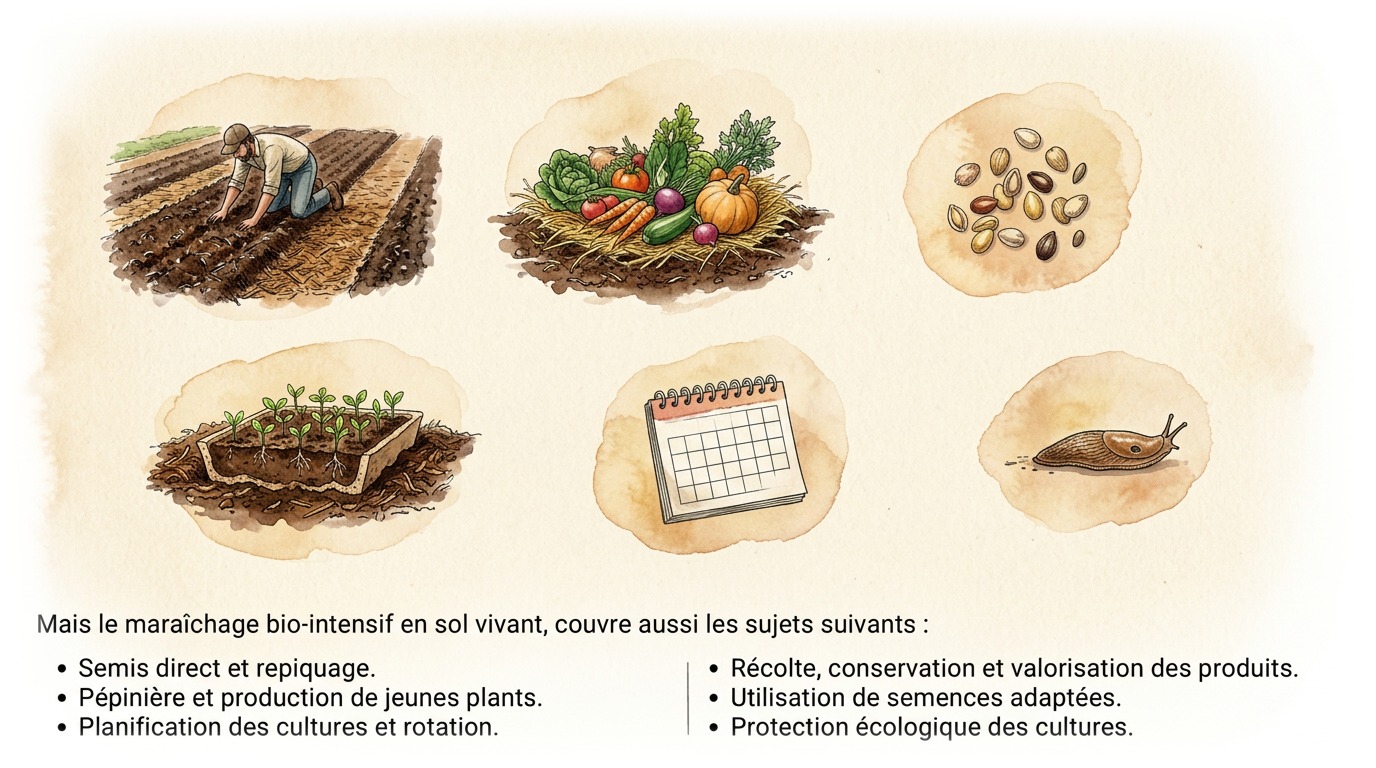 Mais le maraîchage bio-intensif en sol vivant, couvre aussi les sujets suivants :
• Semis direct et repiquage.
• Pépinière et production de jeunes plants.
• Planification des cultures et rotation.
• Récolte, conservation et valorisation des produits.
• Utilisation de semences adaptées.
• Protection écologique des cultures.